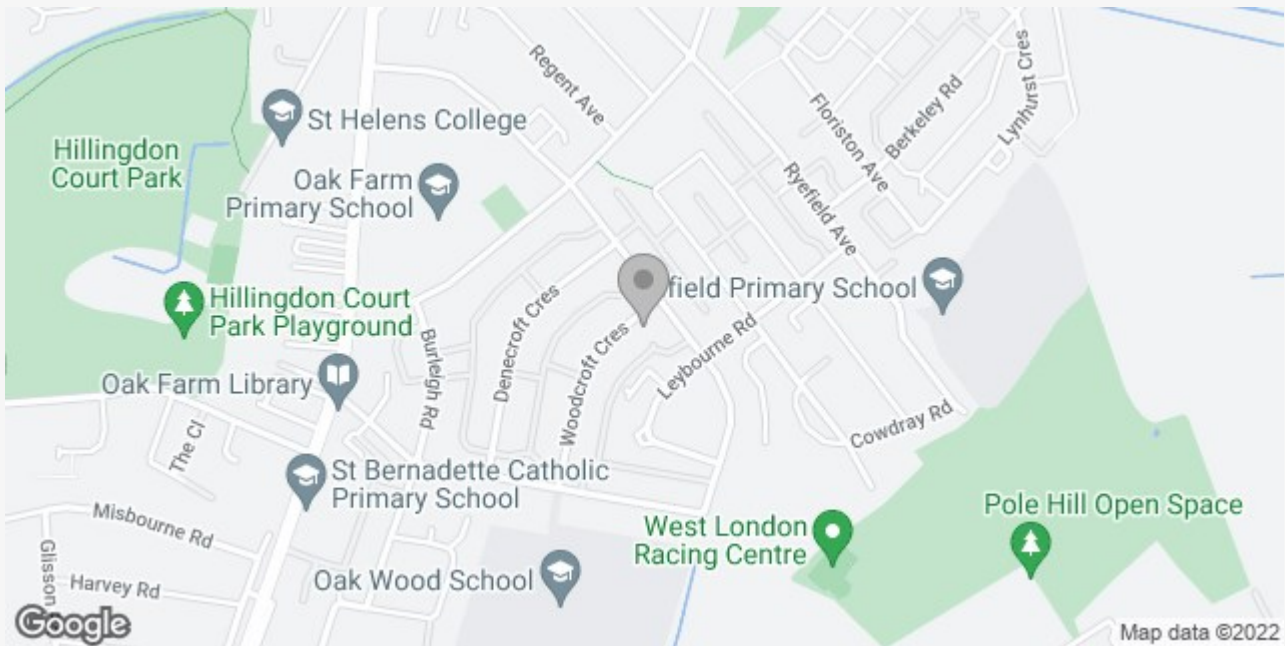 Regent Ave
St Helens College
Hillingdon
Court Park
Oak Farm
Primary School
Floriston Ave
Berkeley Rd
Lynhurst Cres
Ryefield Ave
field Primary School
Hillingdon Court
Park Playground
Denecroft Cres
Woodcroft Cres
Burleigh Rd
Leybourne Rd
Oak Farm Library
The Cl
Cowdray Rd
St Bernadette Catholic
Primary School
Misbourne Rd
Pole Hill Open Space
West London
Racing Centre
Glisson
Oak Wood School
Harvey Rd
Google
Map data ©2022